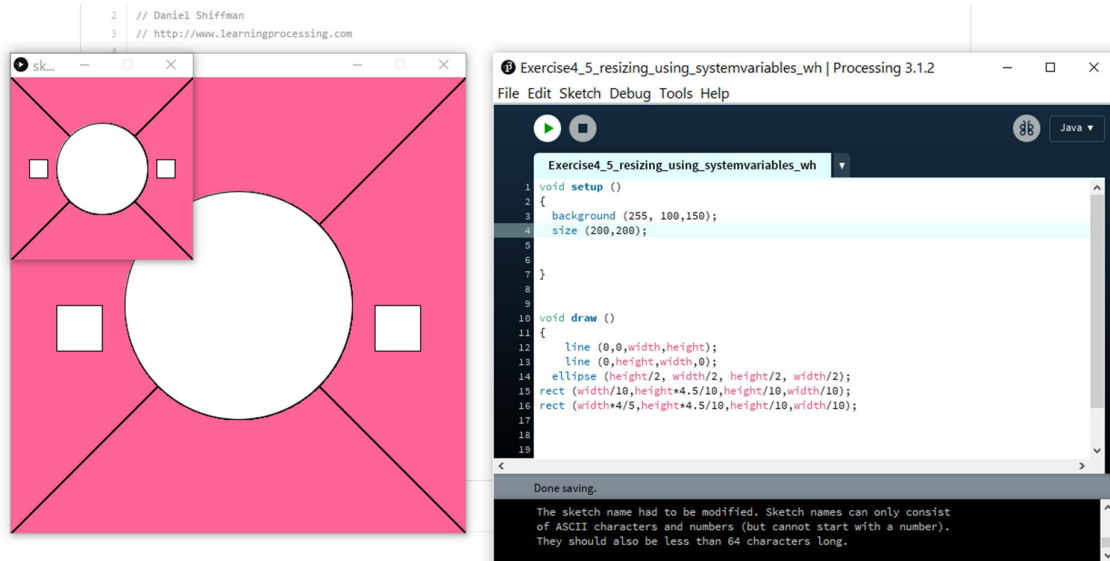 2 // Daniel Shiffman
3 // http://www.learningprocessing.com
4
sk...
Exercise4_5_resizing_using_systemvariables_wh | Processing 3.1.2
File Edit Sketch Debug Tools Help
Java ▾
Exercise4_5_resizing_using_systemvariables_wh ▾
1 void setup ()
2 {
3 background (255, 100,150);
4 size (200,200);
5
6
7 }
8
9
10 void draw ()
11 {
12 line (0,0,width,height);
13 line (0,height,width,0);
14 ellipse (height/2, width/2, height/2, width/2);
15 rect (width/10,height*4.5/10,height/10,width/10);
16 rect (width*4/5,height*4.5/10,height/10,width/10);
17
18
19
Done saving.
The sketch name had to be modified. Sketch names can only consist
of ASCII characters and numbers (but cannot start with a number).
They should also be less than 64 characters long.